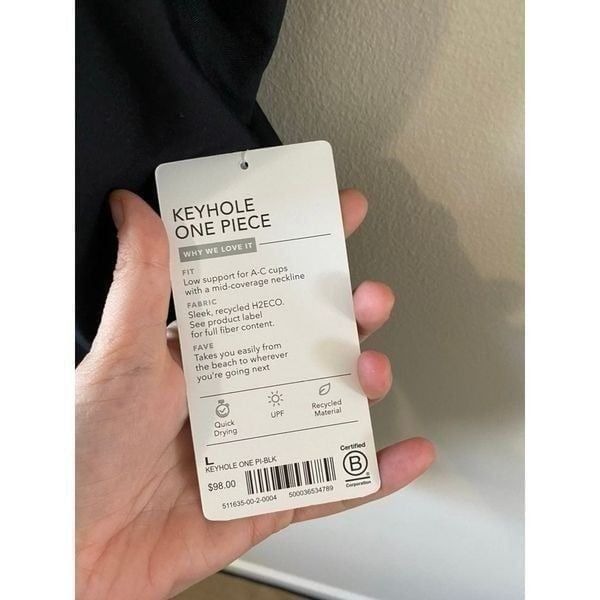 KEYHOLE
ONE PIECE
WHY WE LOVE IT
FIT
Low support for A-C cups
with a mid-coverage neckline
FABRIC
Sleek, recycled H2ECO.
See product label
for full fiber content.
FAVE
Takes you easily from
the beach to wherever
you're going next
Quick
Drying
UPF
Recycled
Material
L
KEYHOLE ONE PI-BLK
$98.00
511635-00-2-0004 500036534789
Certified
B
®
Corporation